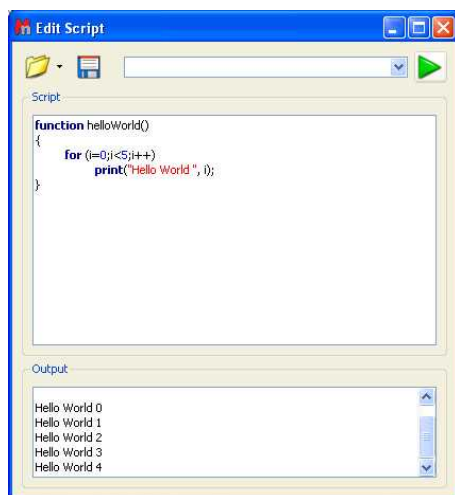 Edit Script
Script
function helloWorld()
{
for (i=0;i<5;i++)
print("Hello World ", i);
}
Output
Hello World 0
Hello World 1
Hello World 2
Hello World 3
Hello World 4